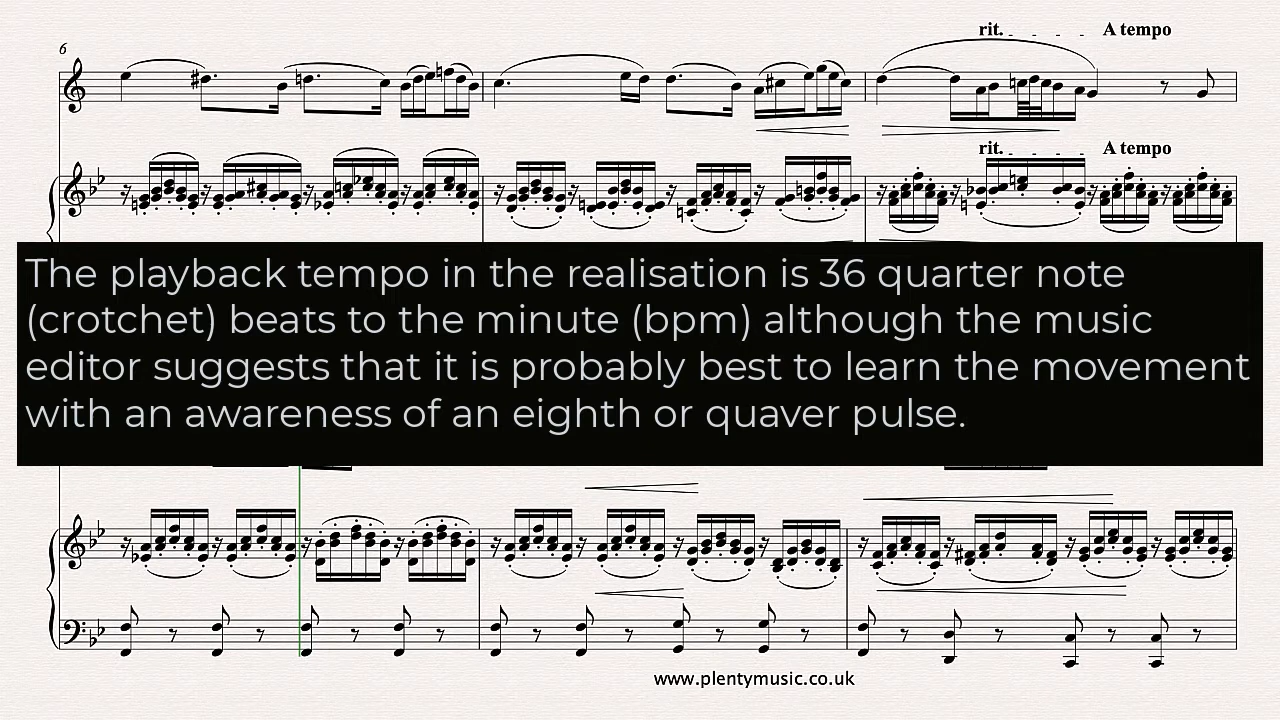 6
rit. A tempo
rit. A tempo
The playback tempo in the realisation is 36 quarter note
(crotchet) beats to the minute (bpm) although the music
editor suggests that it is probably best to learn the movement
with an awareness of an eighth or quaver pulse.
www.plentymusic.co.uk